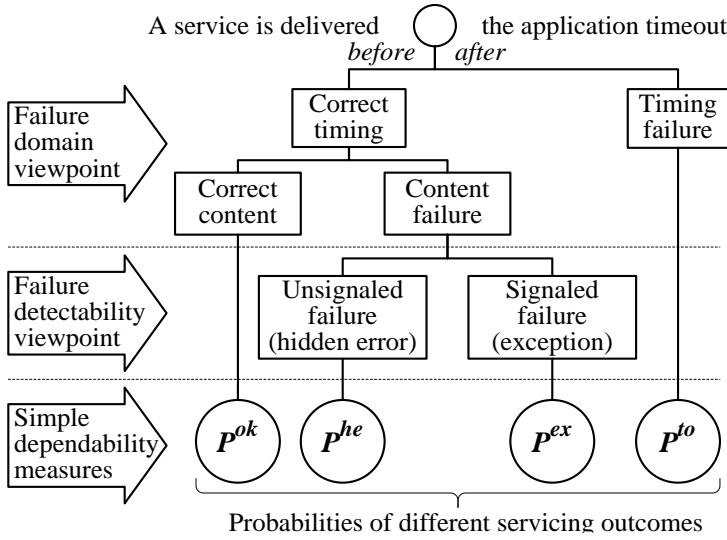 A service is delivered the application timeout
before after
Failure
domain
viewpoint
Correct
timing
Timing
failure
Correct
content
Content
failure
Failure
detectability
viewpoint
Unsignaled
failure
(hidden error)
Signaled
failure
(exception)
Simple
dependability
measures
P^ok
P^he
P^ex
P^to
Probabilities of different servicing outcomes